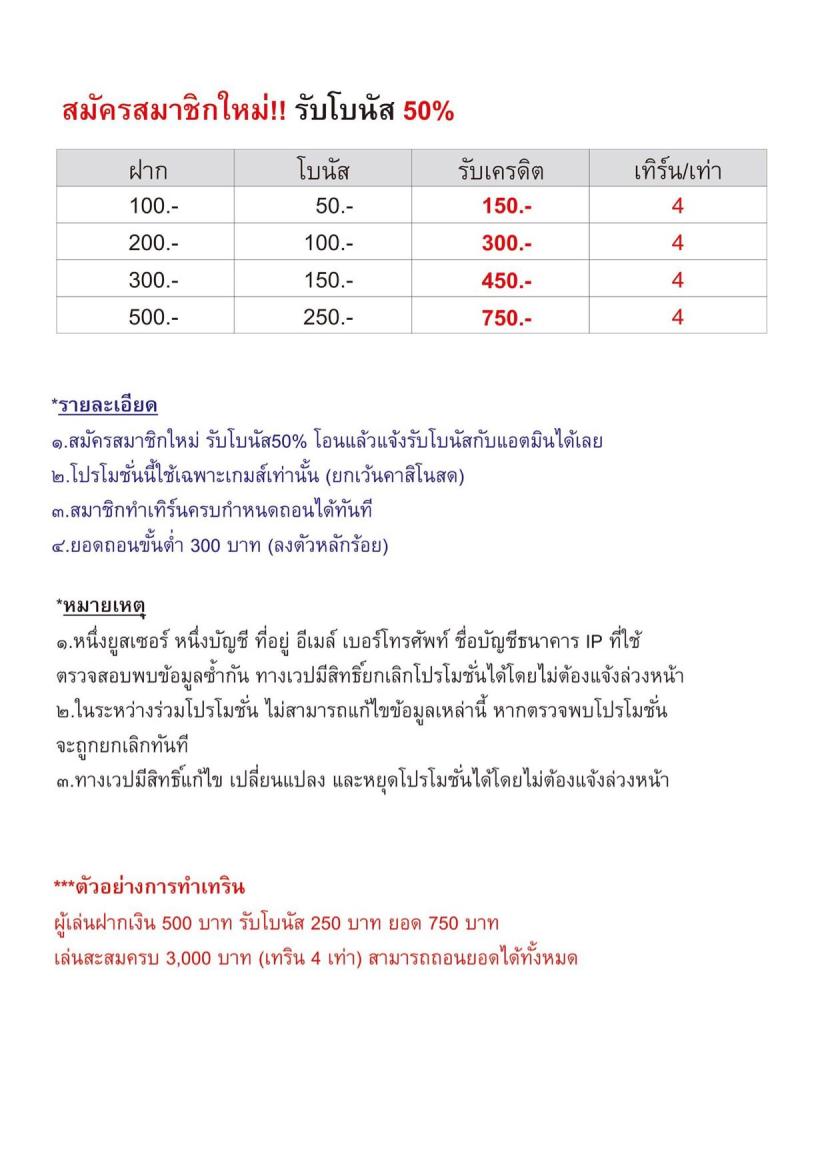 สมัครสมาชิกใหม่!! รับโบนัส 50%
ฝาก โบนัส รับเครดิต เทิร์น/เท่า
100.- 50.- 150.- 4
200.- 100.- 300.- 4
300.- 150.- 450.- 4
500.- 250.- 750.- 4
*รายละเอียด
๑.สมัครสมาชิกใหม่ รับโบนัส50% โอนแล้วแจ้งรับโบนัสกับแอตมินได้เลย
๒.โปรโมชั่นนี้ใช้เฉพาะเกมส์เท่านั้น (ยกเว้นคาสิโนสด)
๓.สมาชิกทำเทิร์นครบกำหนดถอนได้ทันที
๔.ยอดถอนขั้นต่ำ 300 บาท (ลงตัวหลักร้อย)
*หมายเหตุ
๑.หนึ่งยูสเซอร์ หนึ่งบัญชี ที่อยู่ อีเมล์ เบอร์โทรศัพท์ ชื่อบัญชีธนาคาร IP ที่ใช้
ตรวจสอบพบข้อมูลซ้ำกัน ทางเวปมีสิทธิ์ยกเลิกโปรโมชั่นได้โดยไม่ต้องแจ้งล่วงหน้า
๒.ในระหว่างร่วมโปรโมชั่น ไม่สามารถแก้ไขข้อมูลเหล่านี้ หากตรวจพบโปรโมชั่น
จะถูกยกเลิกทันที
๓.ทางเวปมีสิทธิ์แก้ไข เปลี่ยนแปลง และหยุดโปรโมชั่นได้โดยไม่ต้องแจ้งล่วงหน้า
***ตัวอย่างการทำเทริน
ผู้เล่นฝากเงิน 500 บาท รับโบนัส 250 บาท ยอด 750 บาท
เล่นสะสมครบ 3,000 บาท (เทริน 4 เท่า) สามารถถอนยอดได้ทั้งหมด